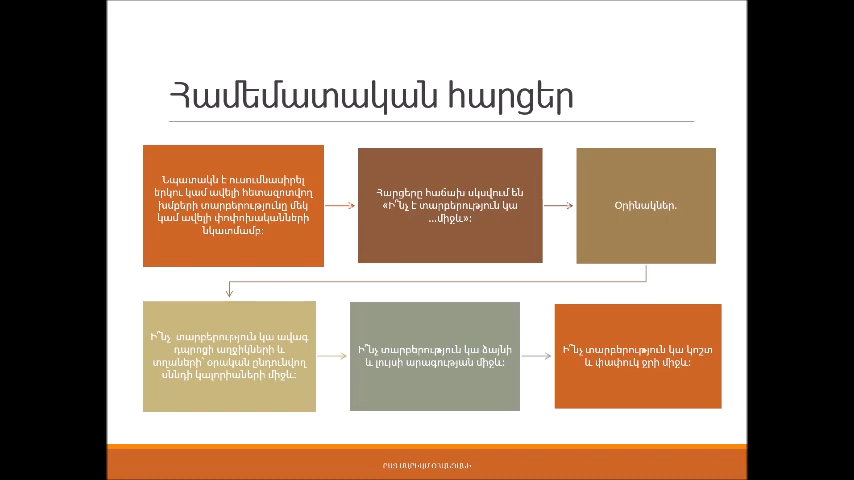 Համեմատական հարցեր
Նպատակն է ուսումնասիրել
երկու կամ ավելի հետազոտվող
խմբերի տարբերությունը մեկ
կամ ավելի փոփոխականների
նկատմամբ:
Հարցերը հաճախ սկսվում են
«Ի՞նչ է տարբերություն կա
...միջև»:
Օրինակներ.
Ի՞նչ տարբերություն կա ավագ
դպրոցի աղջիկների և
տղաների՝ օրական ընդունվող
սննդի կալորիաների միջև:
Ի՞նչ տարբերություն կա ձայնի
և լույսի արագության միջև:
Ի՞նչ տարբերություն կա կոշտ
և փափուկ ջրի միջև: